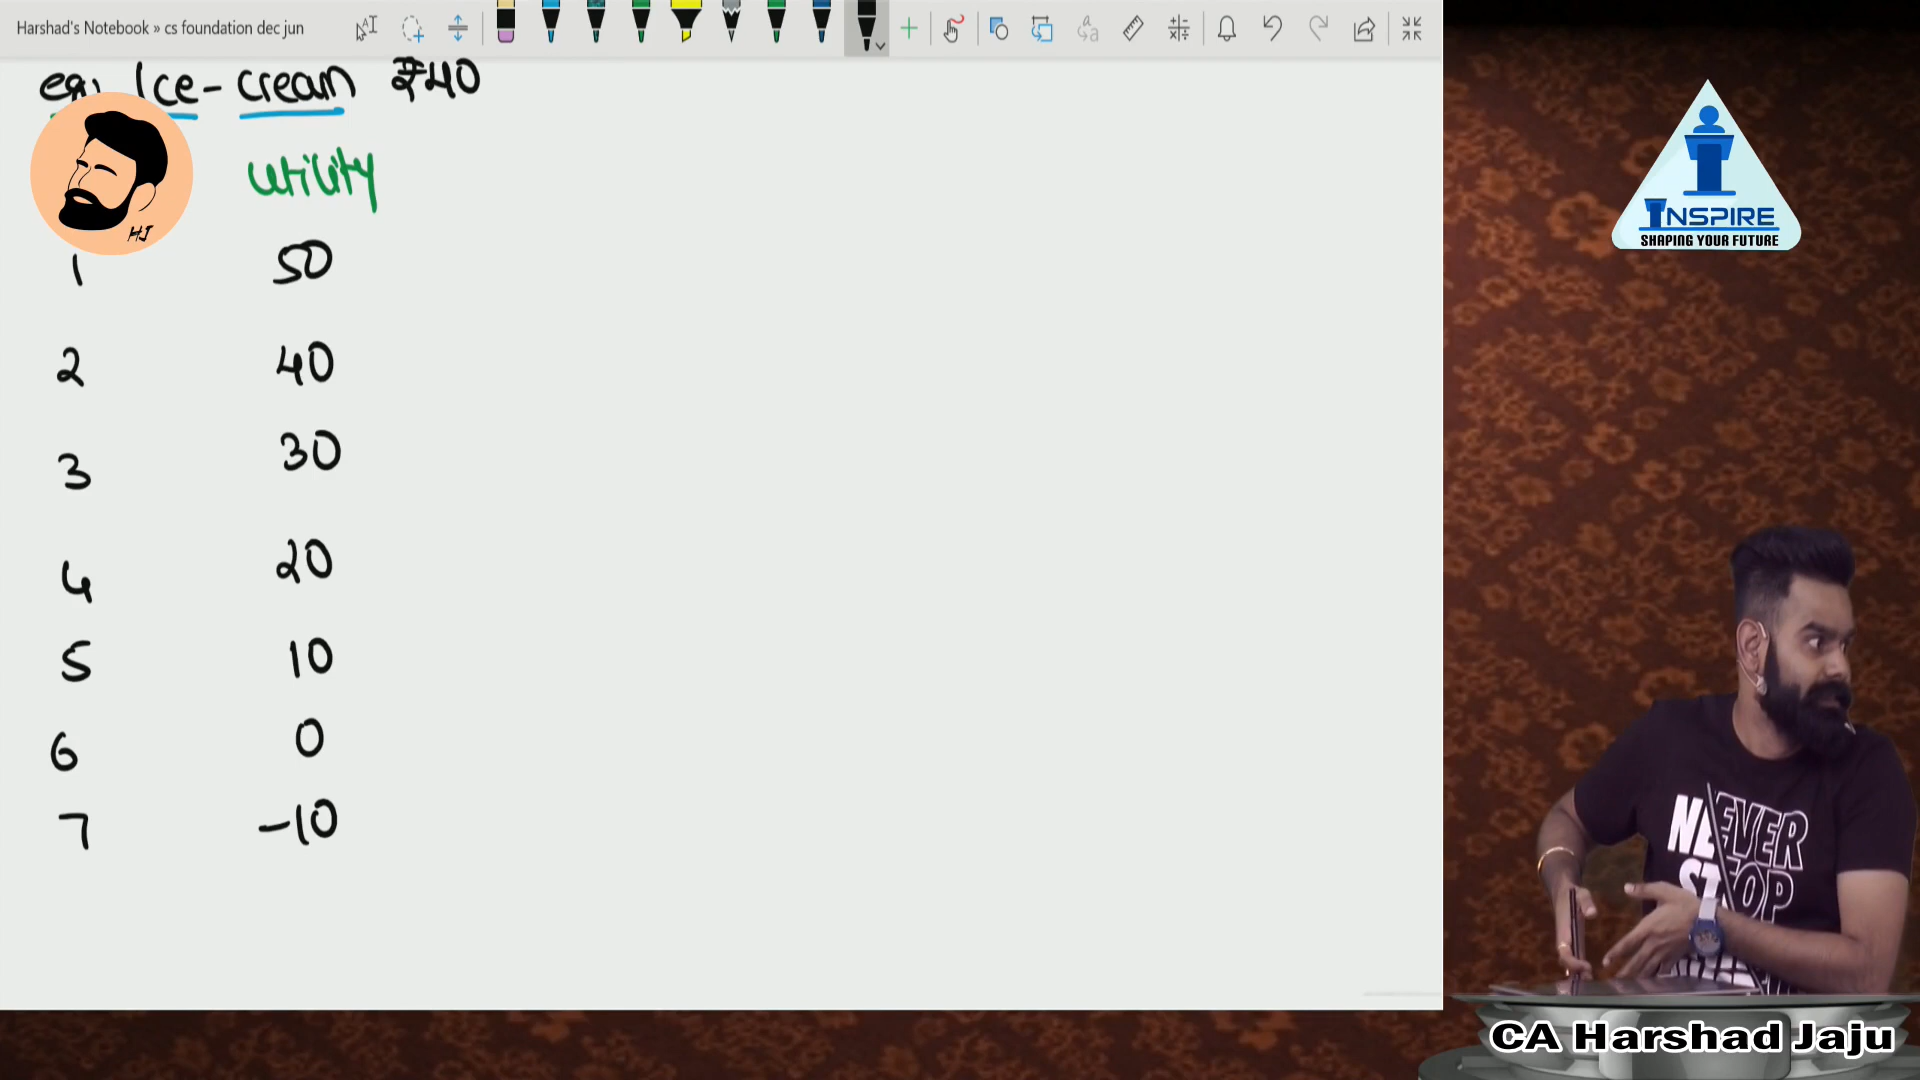 Harshad's Notebook » cs foundation dec jun
eg. Ice-cream ₹40
utility
HJ
1 50
2 40
3 30
4 20
5 10
6 0
7 -10
INSPIRE
SHAPING YOUR FUTURE
NEVER
STOP
CA Harshad Jaju